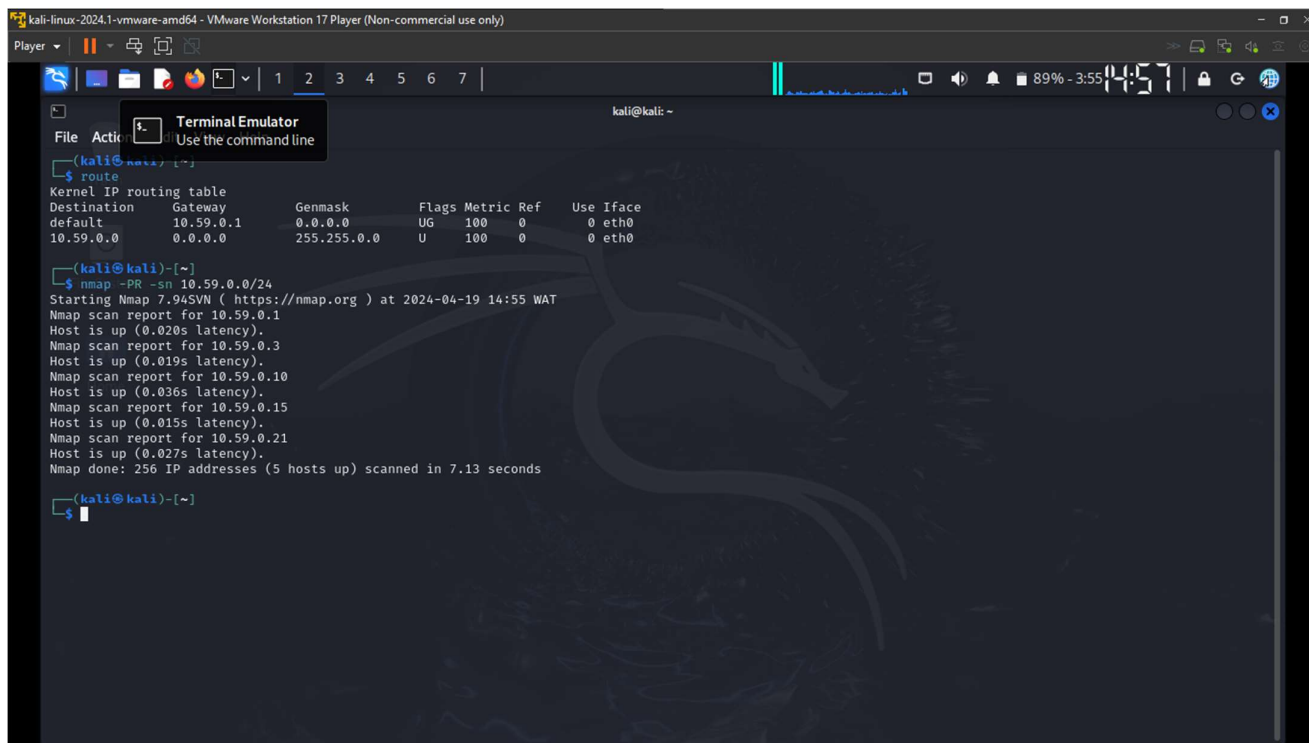 kali-linux-2024.1-vmware-amd64 - VMware Workstation 17 Player (Non-commercial use only)
Player
1 2 3 4 5 6 7
89% - 3:55 14:57
kali@kali: ~
Terminal Emulator
Use the command line
File
┌──(kali㉿kali)-[~]
└─$ route
Kernel IP routing table
Destination     Gateway         Genmask         Flags Metric Ref    Use Iface
default         10.59.0.1       0.0.0.0         UG    100    0        0 eth0
10.59.0.0       0.0.0.0         255.255.0.0     U     100    0        0 eth0
┌──(kali㉿kali)-[~]
└─$ nmap -PR -sn 10.59.0.0/24
Starting Nmap 7.94SVN ( https://nmap.org ) at 2024-04-19 14:55 WAT
Nmap scan report for 10.59.0.1
Host is up (0.020s latency).
Nmap scan report for 10.59.0.3
Host is up (0.019s latency).
Nmap scan report for 10.59.0.10
Host is up (0.036s latency).
Nmap scan report for 10.59.0.15
Host is up (0.015s latency).
Nmap scan report for 10.59.0.21
Host is up (0.027s latency).
Nmap done: 256 IP addresses (5 hosts up) scanned in 7.13 seconds
┌──(kali㉿kali)-[~]
└─$